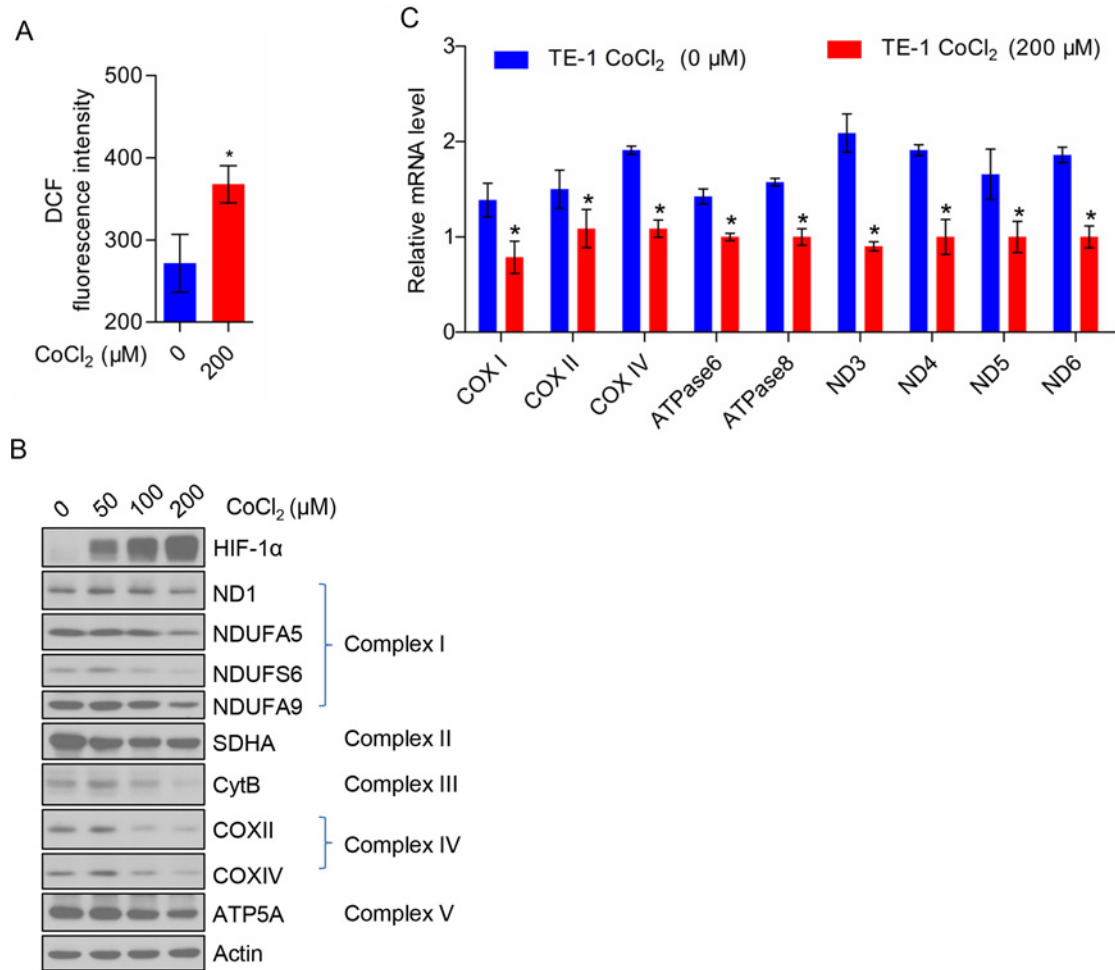 A
500
400
300
200
DCF
fluorescence intensity
*
CoCl₂ (µM)
0
200
C
TE-1 CoCl₂ (0 µM)
TE-1 CoCl₂ (200 µM)
3
2
1
0
Relative mRNA level
* * * * * * * * *
COX I
COX II
COX IV
ATPase6
ATPase8
ND3
ND4
ND5
ND6
B
0 50 100 200 CoCl₂ (µM)
HIF-1α
ND1
NDUFA5
Complex I
NDUFS6
NDUFA9
SDHA Complex II
CytB Complex III
COXII
Complex IV
COXIV
ATP5A Complex V
Actin